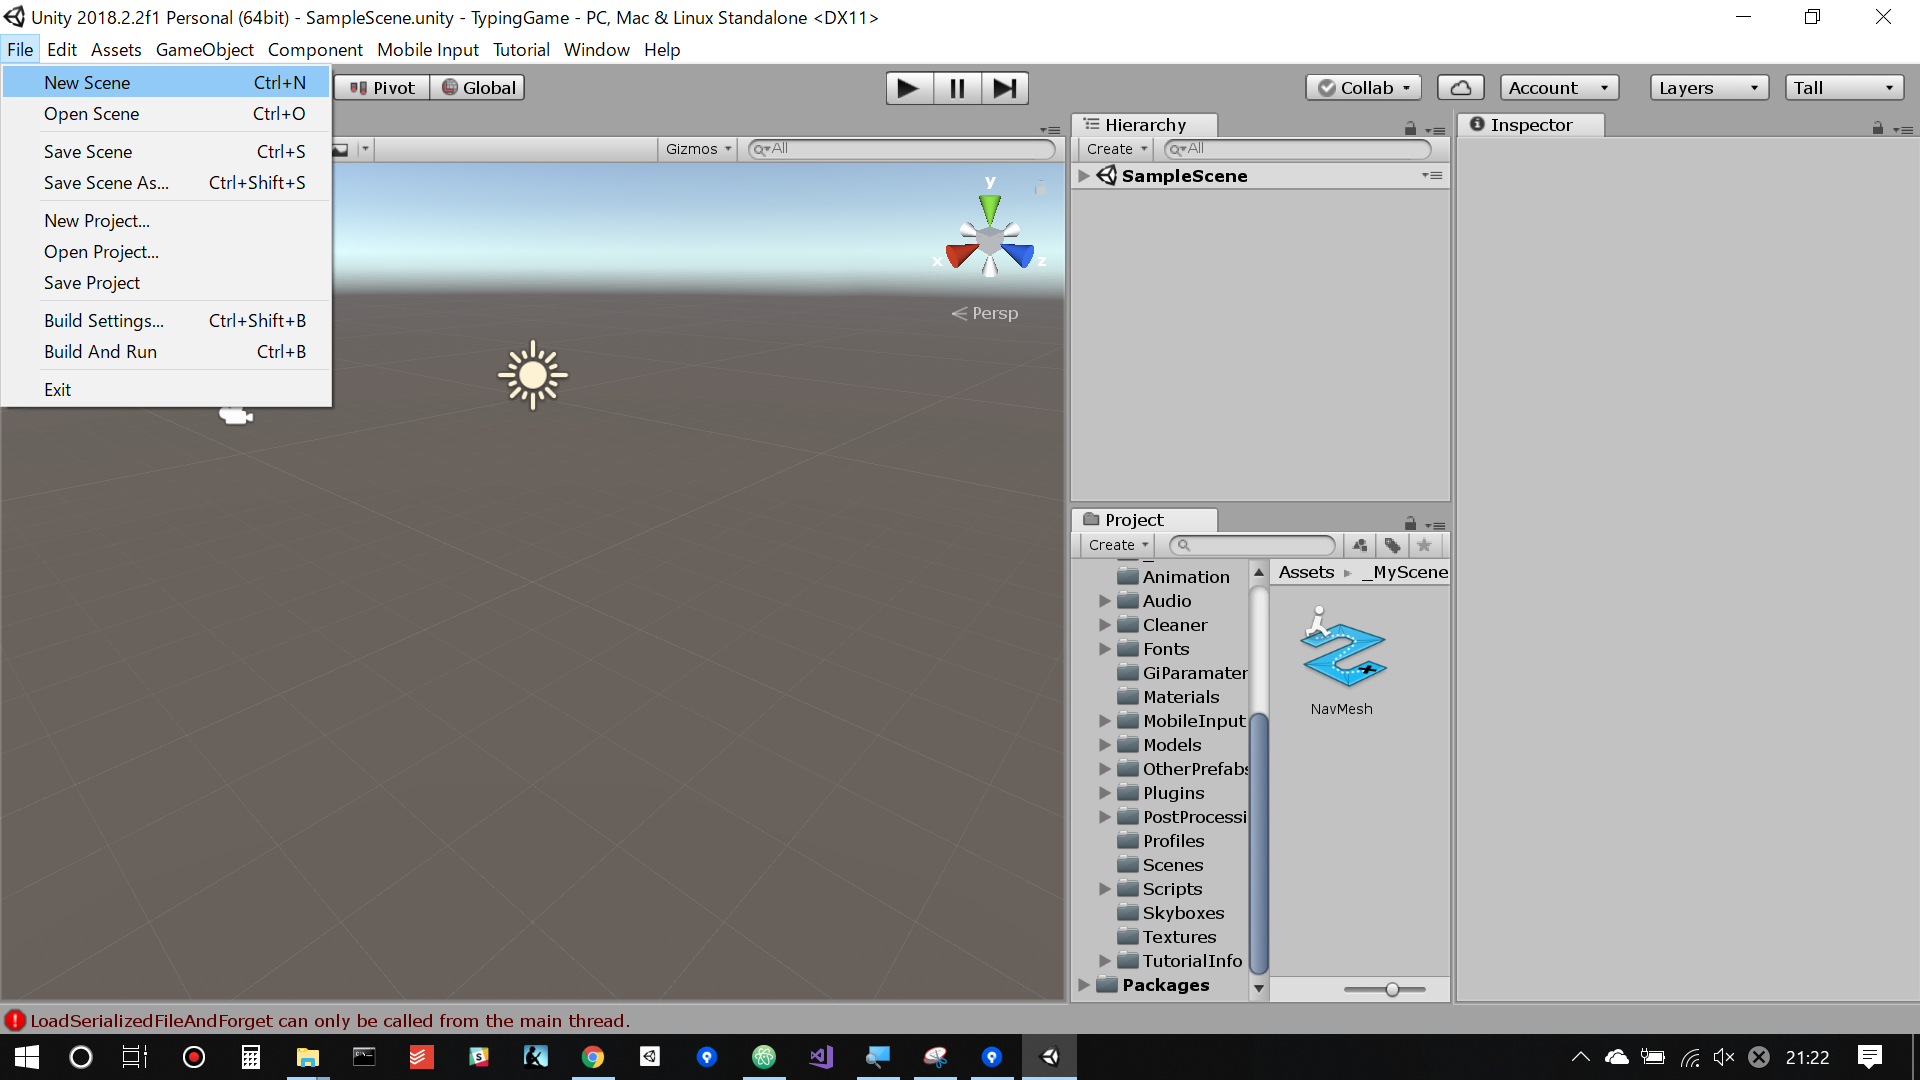 Unity 2018.2.2f1 Personal (64bit) - SampleScene.unity - TypingGame - PC, Mac & Linux Standalone <DX11>
File Edit Assets GameObject Component Mobile Input Tutorial Window Help
New Scene Ctrl+N
Open Scene Ctrl+O
Save Scene Ctrl+S
Save Scene As... Ctrl+Shift+S
New Project...
Open Project...
Save Project
Build Settings... Ctrl+Shift+B
Build And Run Ctrl+B
Exit
Pivot Global
Collab Account Layers Tall
Gizmos All
y
x z
Persp
Hierarchy
Create All
SampleScene
Inspector
Project
Create
Animation
Audio
Cleaner
Fonts
GiParamater
Materials
MobileInput
Models
OtherPrefabs
Plugins
PostProcessi
Profiles
Scenes
Scripts
Skyboxes
Textures
TutorialInfo
Packages
Assets _MyScene
NavMesh
LoadSerializedFileAndForget can only be called from the main thread.
21:22